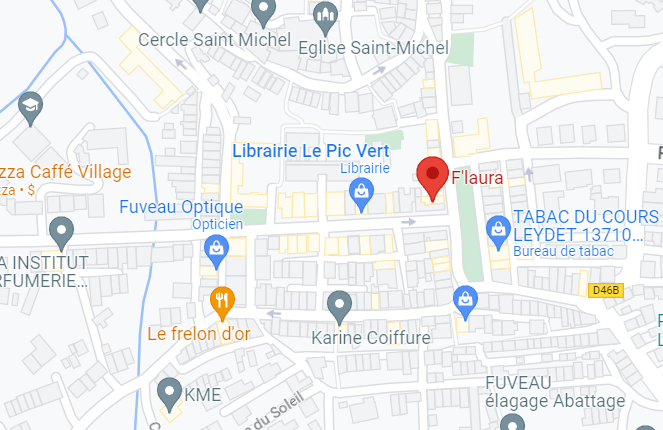 Cercle Saint Michel
Eglise Saint-Michel
Librairie Le Pic Vert
Librairie
zza Caffé Village
zza • $
F'laura
Fuveau Optique
Opticien
TABAC DU COURS
LEYDET 13710...
Bureau de tabac
A INSTITUT
RFUMERIE...
D46B
Le frelon d'or
Karine Coiffure
KME
FUVEAU
élagage Abattage
du Soleil